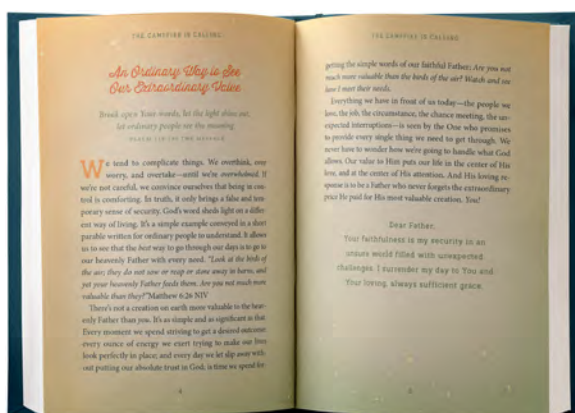 THE CAMPFIRE IS CALLING
An Ordinary Way to See
Our Extraordinary Value
Break open Your words, let the light shine out,
let ordinary people see the meaning.
PSALM 119:130 THE MESSAGE
We tend to complicate things. We overthink, over
worry, and overtake—until we're overwhelmed. If
we're not careful, we convince ourselves that being in con-
trol is comforting. In truth, it only brings a false and tem-
porary sense of security. God's word sheds light on a differ-
ent way of living. It's a simple example conveyed in a short
parable written for ordinary people to understand. It allows
us to see that the best way to go through our days is to go to
our heavenly Father with every need. "Look at the birds of
the air; they do not sow or reap or store away in barns, and
yet your heavenly Father feeds them. Are you not much more
valuable than they?" Matthew 6:26 NIV
There's not a creation on earth more valuable to the heav-
enly Father than you. It's as simple and as significant as that.
Every moment we spend striving to get a desired outcome;
every ounce of energy we exert trying to make our lives
look perfectly in place; and every day we let slip away with-
out putting our absolute trust in God, is time we spend for-
THE CAMPFIRE IS CALLING
getting the simple words of our faithful Father: Are you not
much more valuable than the birds of the air? Watch and see
how I meet their needs.
Everything we have in front of us today—the people we
love, the job, the circumstance, the chance meeting, the un-
expected interruptions—is seen by the One who promises
to provide every single thing we need to get through. We
never have to wonder how we're going to handle what God
allows. Our value to Him puts our life in the center of His
love, and at the center of His attention. And His loving re-
sponse is to be a Father who never forgets the extraordinary
price He paid for His most valuable creation. You!
Dear Father,
Your faithfulness is my security in an
unsure world filled with unexpected
challenges. I surrender my day to You and
Your loving, always sufficient grace.